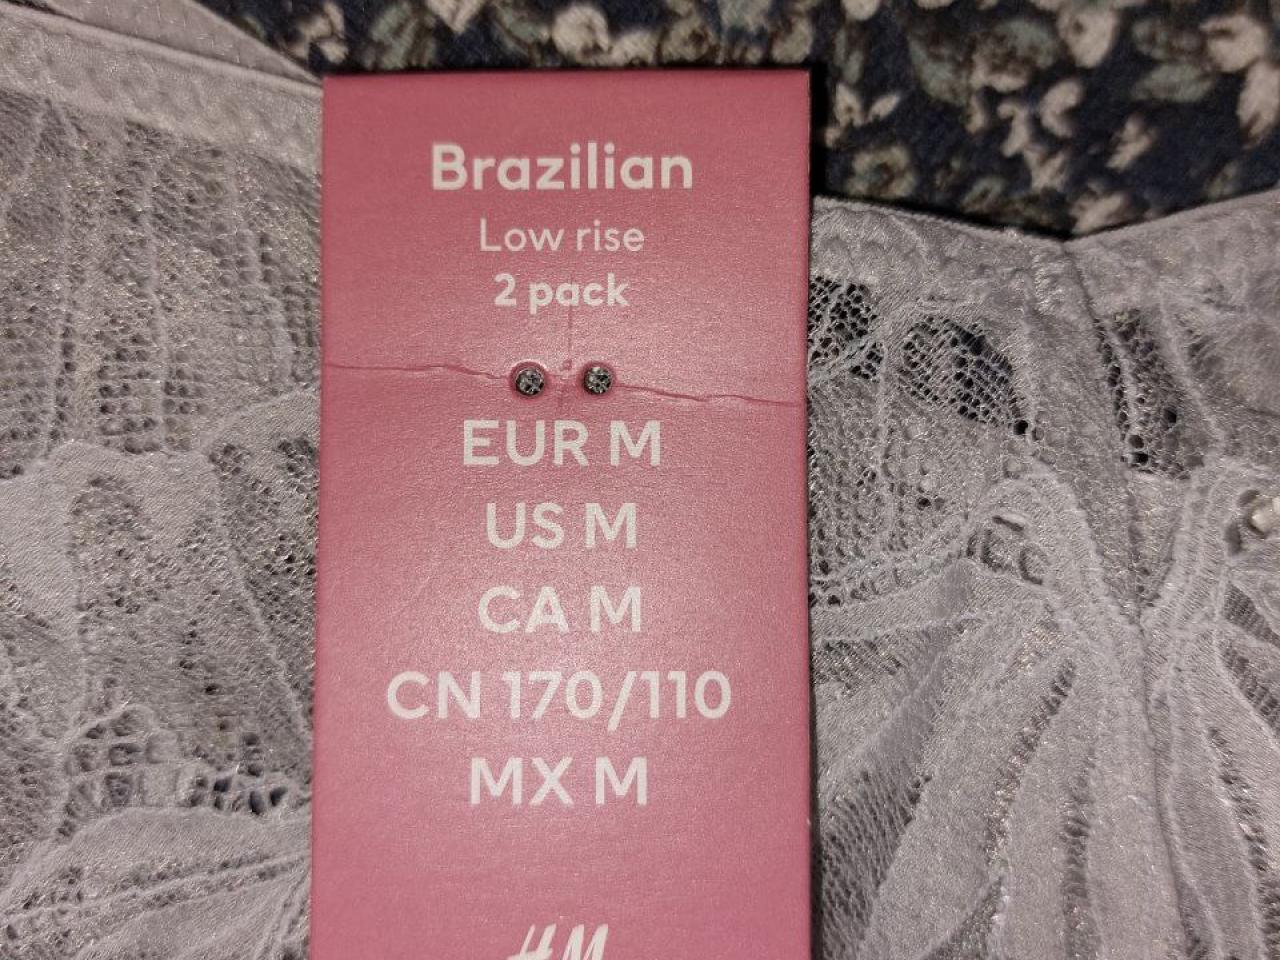 Brazilian
Low rise
2 pack
EUR M
US M
CA M
CN 170/110
MX M
H&M